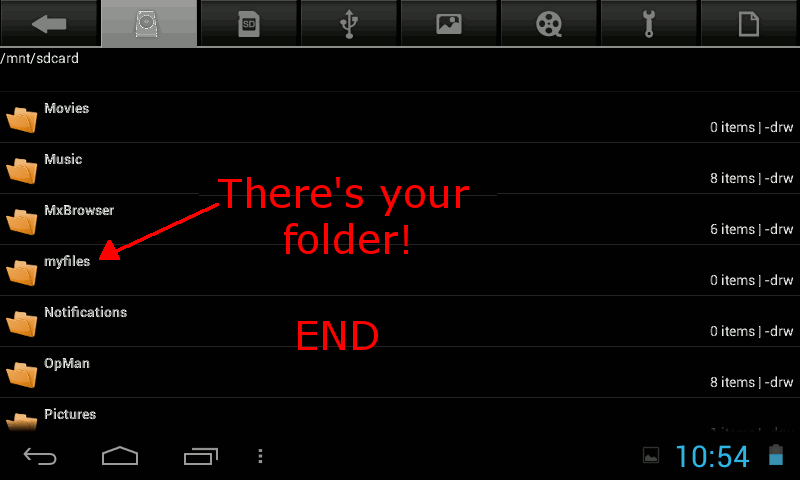 SD
/mnt/sdcard
Movies
0 items | -drw
Music
8 items | -drw
There's your
folder!
MxBrowser
6 items | -drw
myfiles
0 items | -drw
Notifications
0 items | -drw
END
OpMan
8 items | -drw
Pictures
10:54